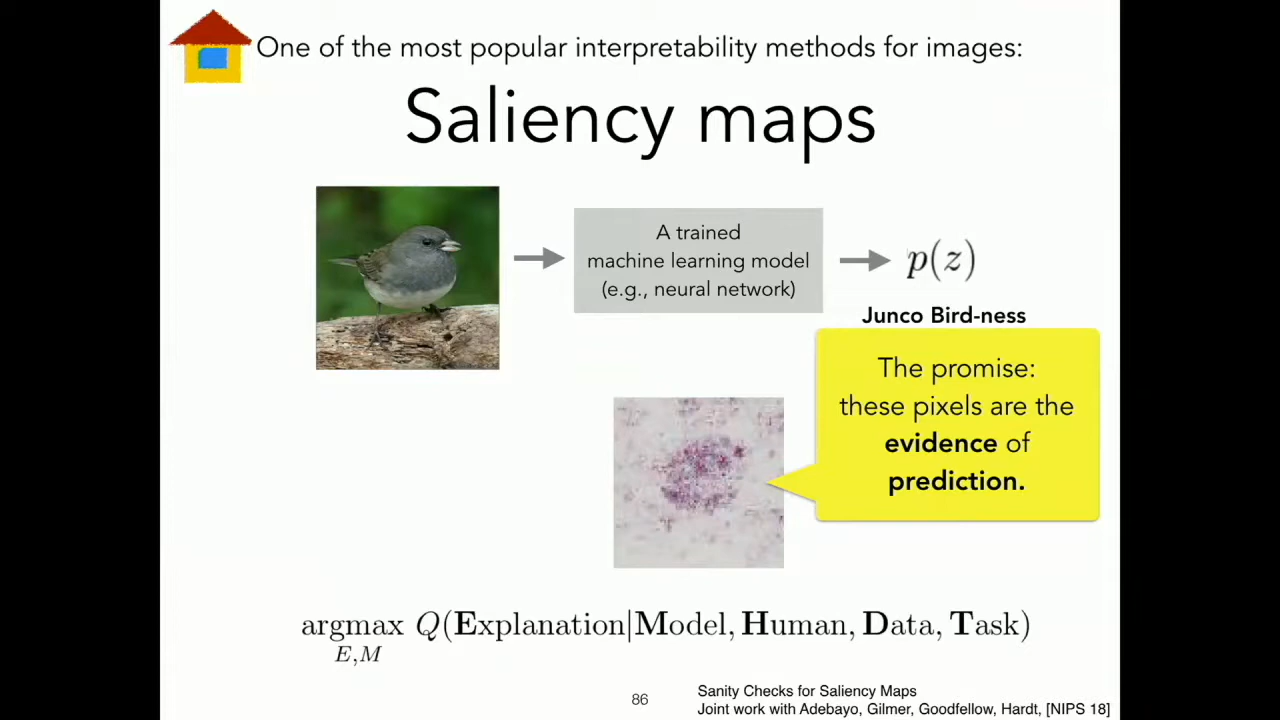 One of the most popular interpretability methods for images:
Saliency maps
A trained
machine learning model
(e.g., neural network)
p(z)
Junco Bird-ness
The promise:
these pixels are the
evidence of
prediction.
argmax Q(Explanation|Model, Human, Data, Task)
E,M
86
Sanity Checks for Saliency Maps
Joint work with Adebayo, Gilmer, Goodfellow, Hardt, [NIPS 18]